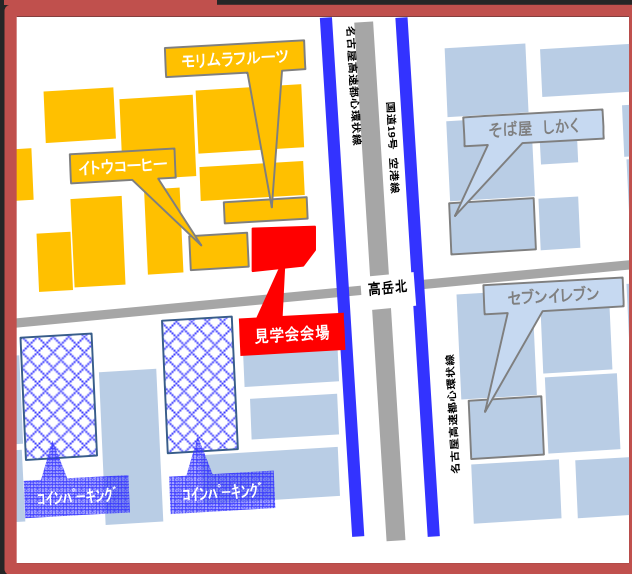 モリムラフルーツ
名古屋高速都心環状線
国道19号 空港線
そば屋 しかく
イトウコーヒー
高岳北
セブンイレブン
見学会会場
名古屋高速都心環状線
コインパーキング
コインパーキング